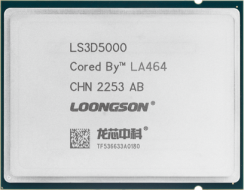 LS3D5000
Cored By™ LA464
CHN 2253 AB
LOONGSON
龙芯中科
TF536633A0180